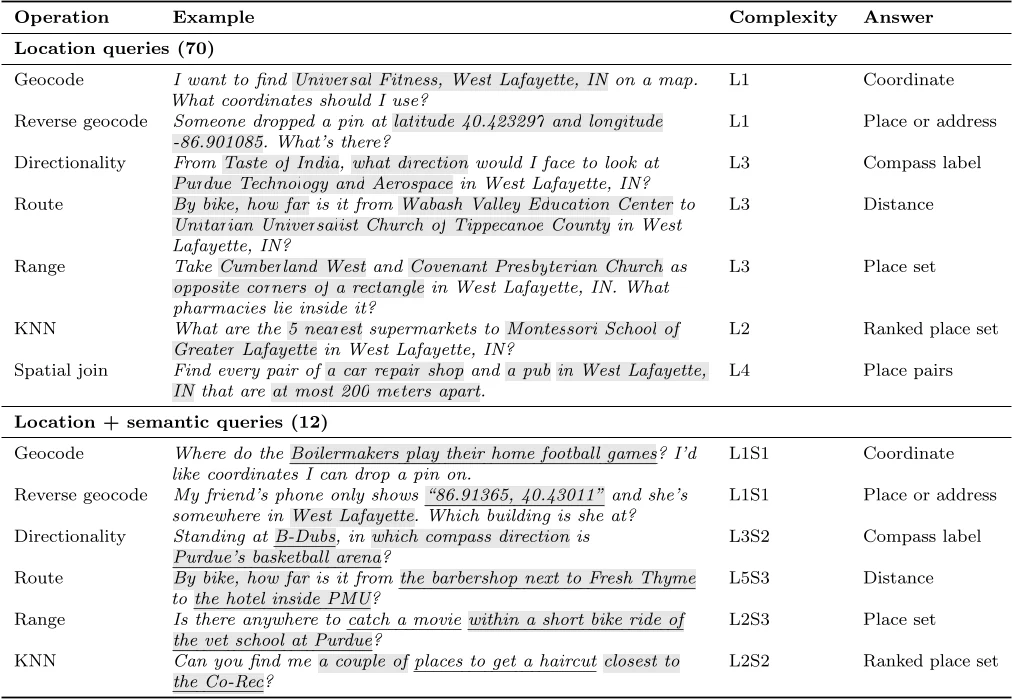 Operation Example Complexity Answer
Location queries (70)
Geocode I want to find Universal Fitness, West Lafayette, IN on a map. L1 Coordinate
What coordinates should I use?
Reverse geocode Someone dropped a pin at latitude 40.423297 and longitude L1 Place or address
-86.901085. What's there?
Directionality From Taste of India, what direction would I face to look at L3 Compass label
Purdue Technology and Aerospace in West Lafayette, IN?
Route By bike, how far is it from Wabash Valley Education Center to L3 Distance
Unitarian Universalist Church of Tippecanoe County in West
Lafayette, IN?
Range Take Cumberland West and Covenant Presbyterian Church as L3 Place set
opposite corners of a rectangle in West Lafayette, IN. What
pharmacies lie inside it?
KNN What are the 5 nearest supermarkets to Montessori School of L2 Ranked place set
Greater Lafayette in West Lafayette, IN?
Spatial join Find every pair of a car repair shop and a pub in West Lafayette, L4 Place pairs
IN that are at most 200 meters apart.
Location + semantic queries (12)
Geocode Where do the Boilermakers play their home football games? I'd L1S1 Coordinate
like coordinates I can drop a pin on.
Reverse geocode My friend's phone only shows “86.91365, 40.43011” and she's L1S1 Place or address
somewhere in West Lafayette. Which building is she at?
Directionality Standing at B-Dubs, in which compass direction is L3S2 Compass label
Purdue's basketball arena?
Route By bike, how far is it from the barbershop next to Fresh Thyme L5S3 Distance
to the hotel inside PMU?
Range Is there anywhere to catch a movie within a short bike ride of L2S3 Place set
the vet school at Purdue?
KNN Can you find me a couple of places to get a haircut closest to L2S2 Ranked place set
the Co-Rec?